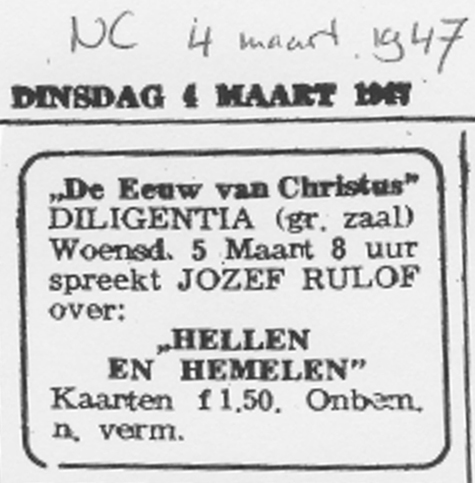 NC 4 maart 1947
DINSDAG 4 MAART 1947
„De Eeuw van Christus”
DILIGENTIA (gr. zaal)
Woensd. 5 Maart 8 uur
spreekt JOZEF RULOF
over:
„HELLEN
EN HEMELEN”
Kaarten f 1.50. Onbem.
n. verm.